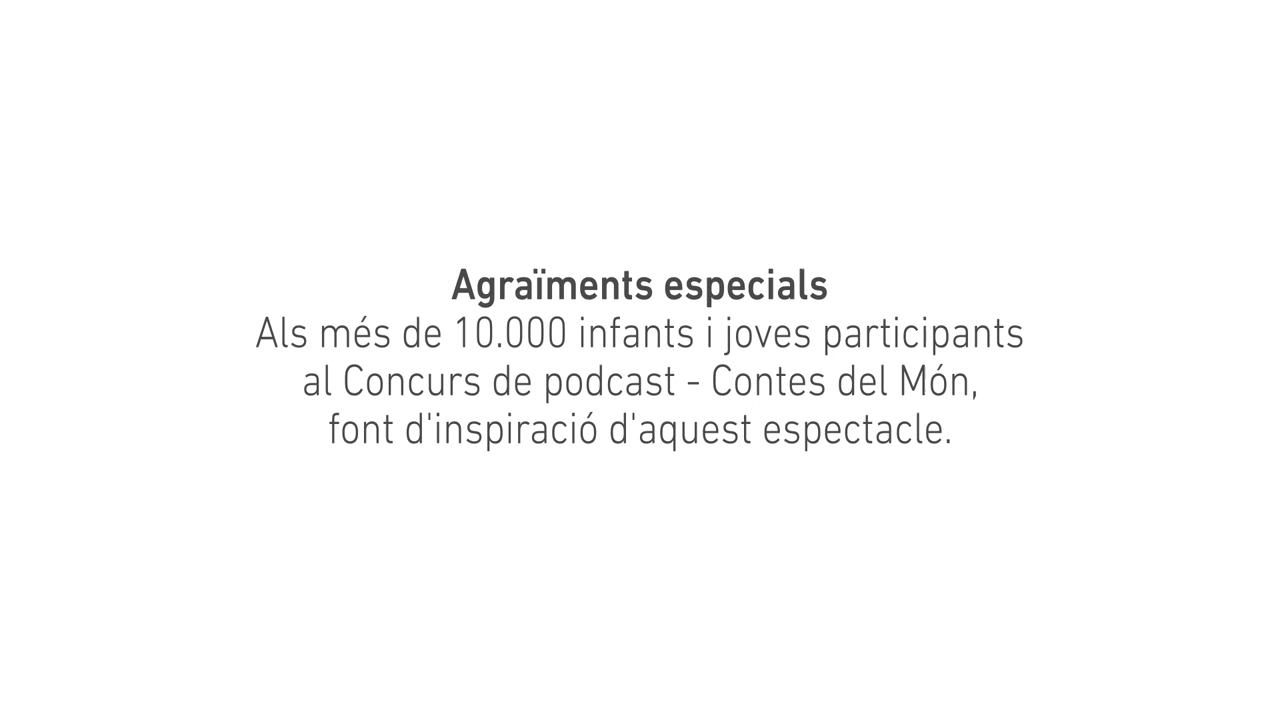 Agraïments especials
Als més de 10.000 infants i joves participants
al Concurs de podcast - Contes del Món,
font d'inspiració d'aquest espectacle.